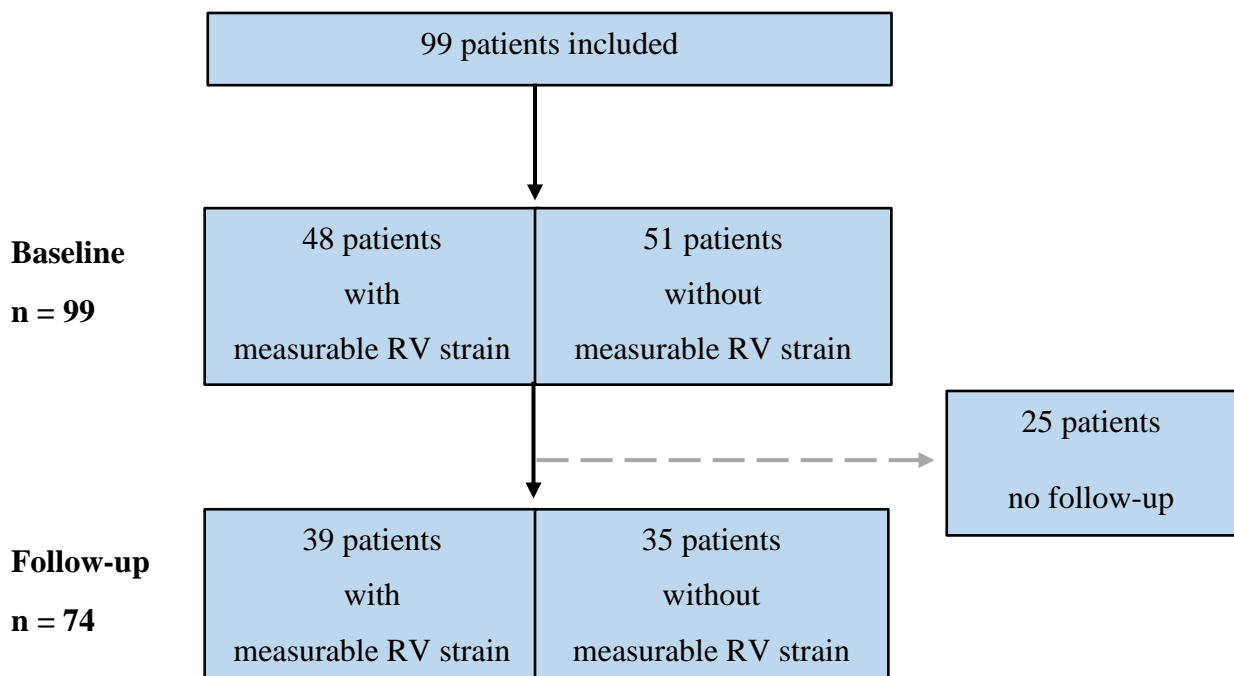 99 patients included
Baseline
n = 99
48 patients
with
measurable RV strain
51 patients
without
measurable RV strain
25 patients
no follow-up
Follow-up
n = 74
39 patients
with
measurable RV strain
35 patients
without
measurable RV strain